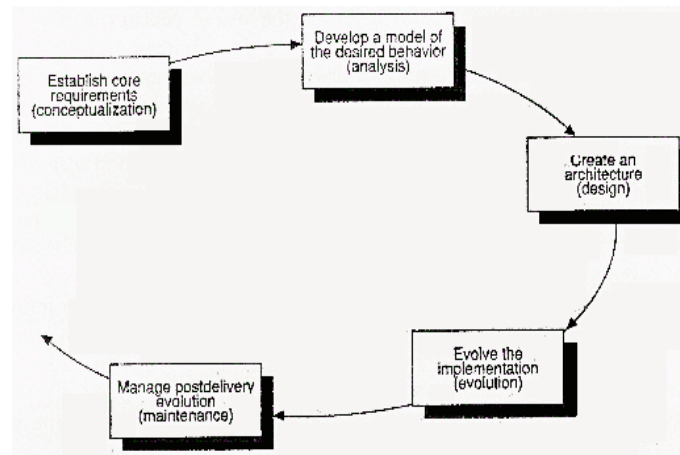 Establish core
requirements
(conceptualization)
Develop a model of
the desired behavior
(analysis)
Create an
architecture
(design)
Evolve the
implementation
(evolution)
Manage postdelivery
evolution
(maintenance)